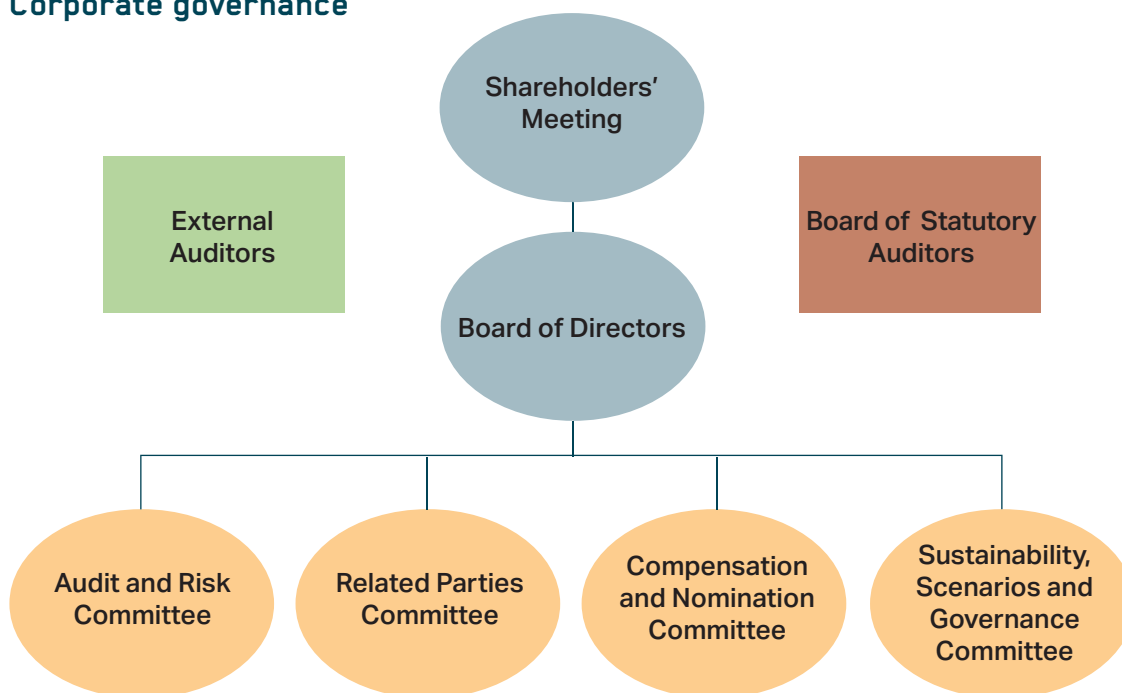 Corporate governance
Shareholders’
Meeting
External
Auditors
Board of Statutory
Auditors
Board of Directors
Audit and Risk
Committee
Related Parties
Committee
Compensation
and Nomination
Committee
Sustainability,
Scenarios and
Governance
Committee